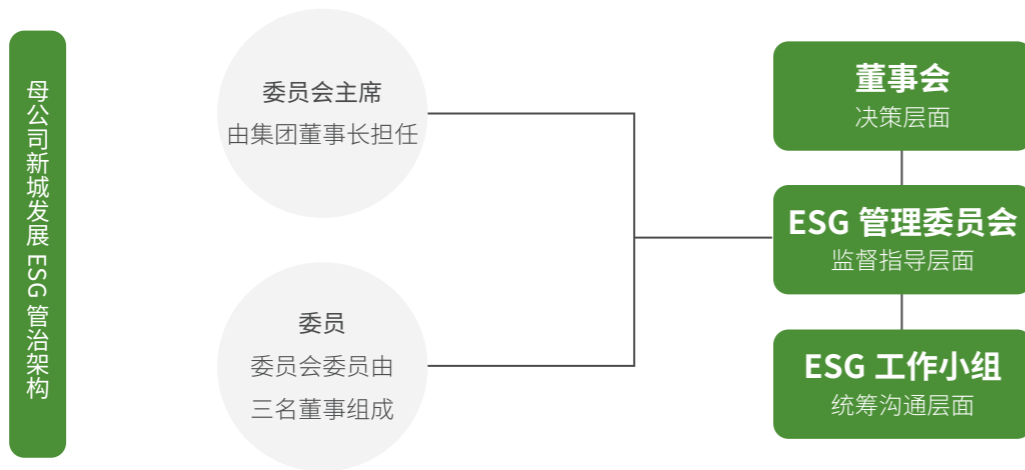 母公司新城发展 ESG 管治架构
委员会主席
由集团董事长担任
委员
委员会委员由
三名董事组成
董事会
决策层面
ESG 管理委员会
监督指导层面
ESG 工作小组
统筹沟通层面